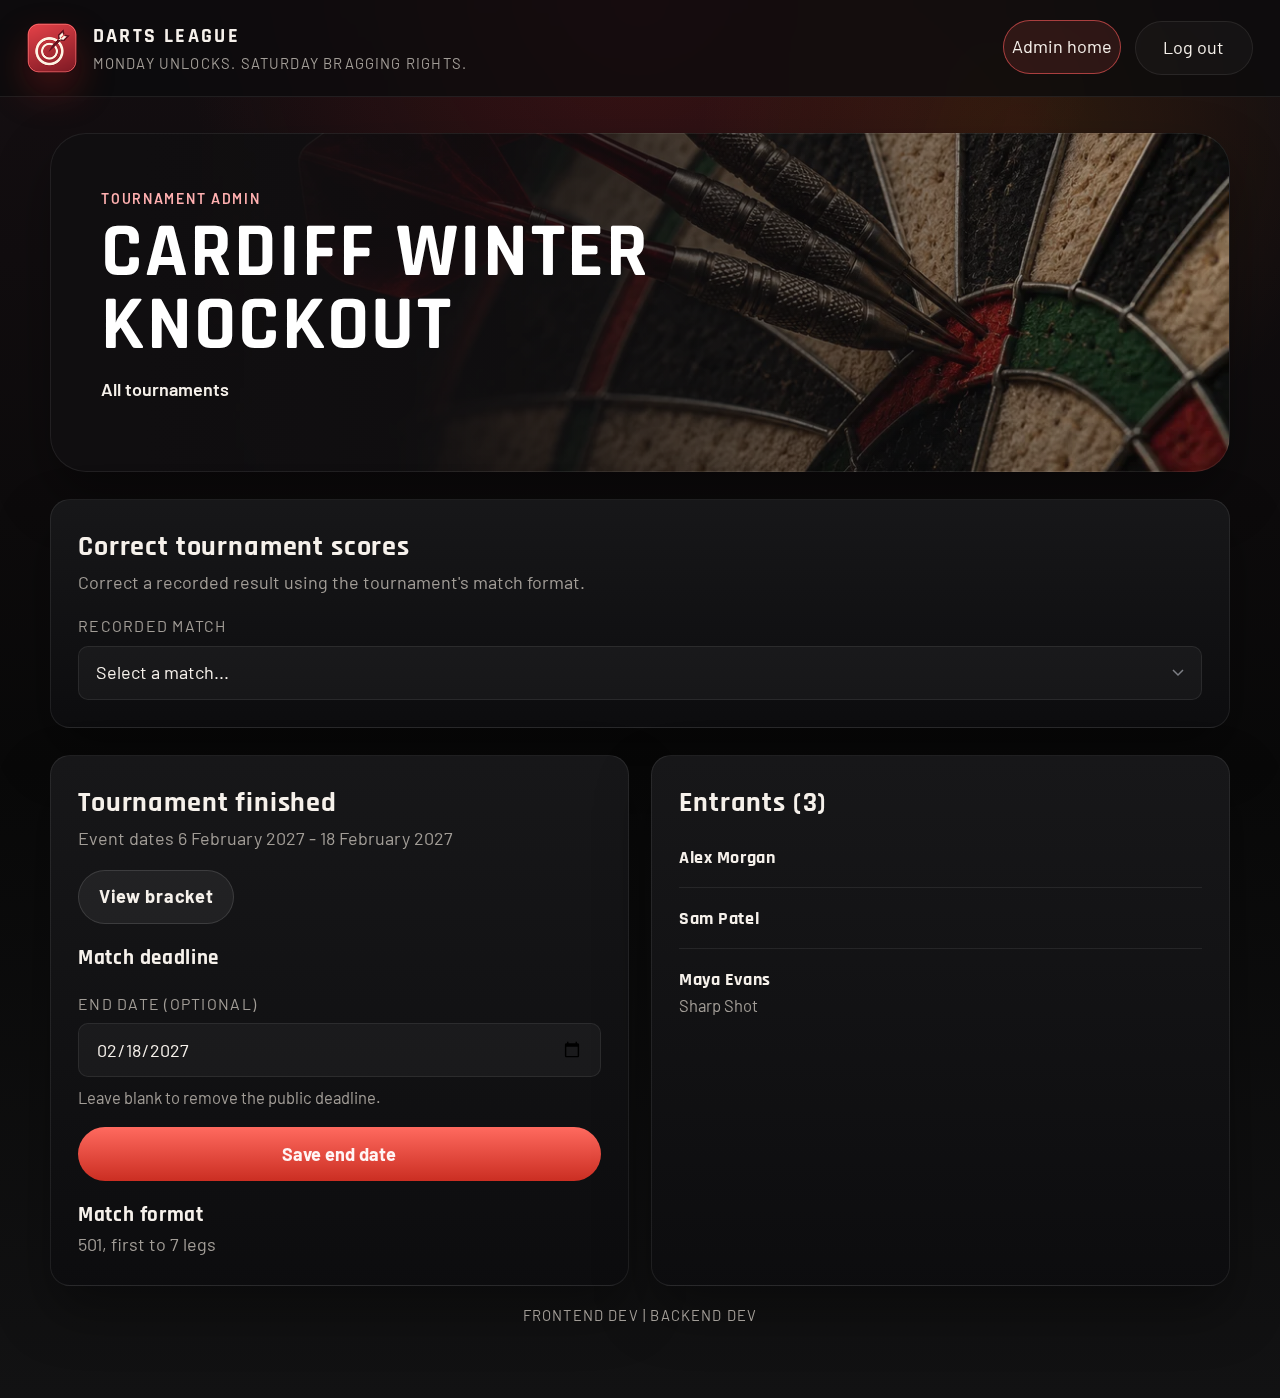 DARTS LEAGUE
MONDAY UNLOCKS. SATURDAY BRAGGING RIGHTS.
Admin home
Log out
TOURNAMENT ADMIN
CARDIFF WINTER
KNOCKOUT
All tournaments
Correct tournament scores
Correct a recorded result using the tournament's match format.
RECORDED MATCH
Select a match...
Tournament finished
Event dates 6 February 2027 - 18 February 2027
View bracket
Match deadline
END DATE (OPTIONAL)
02/18/2027
Leave blank to remove the public deadline.
Save end date
Match format
501, first to 7 legs
Entrants (3)
Alex Morgan
Sam Patel
Maya Evans
Sharp Shot
FRONTEND DEV | BACKEND DEV